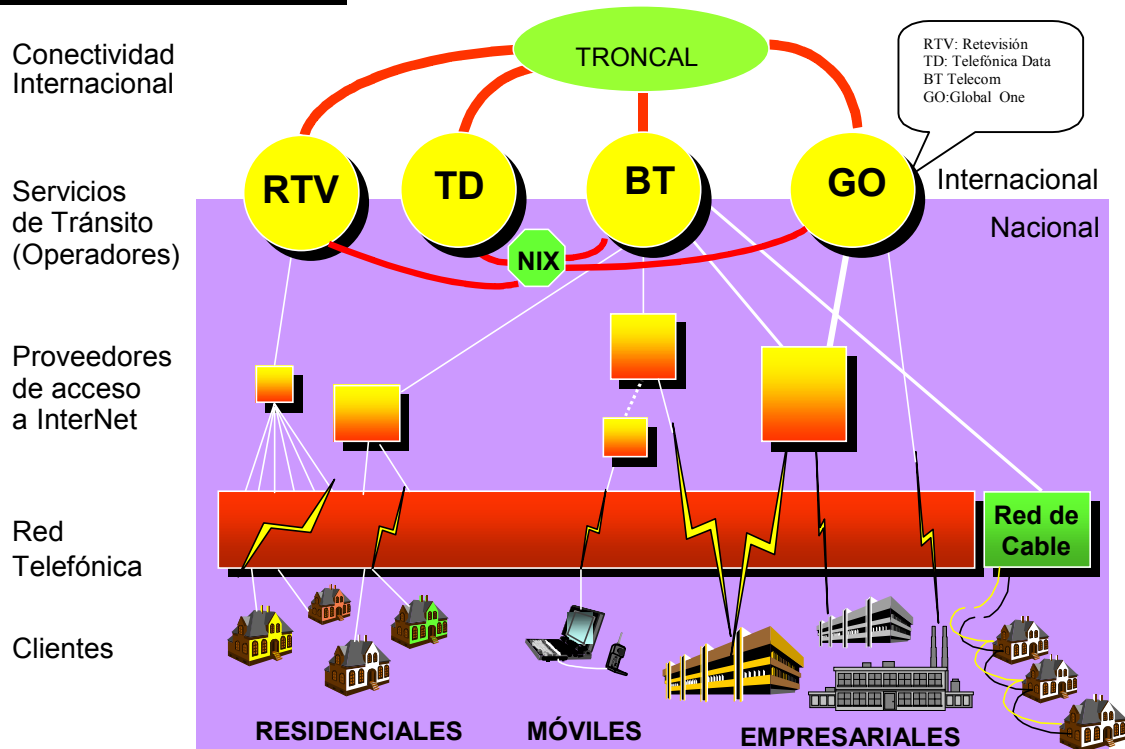 Conectividad
Internacional
TRONCAL
RTV: Retevisión
TD: Telefónica Data
BT Telecom
GO:Global One
Servicios
de Tránsito
(Operadores)
RTV
TD
BT
GO
Internacional
Nacional
NIX
Proveedores
de acceso
a InterNet
Red
Telefónica
Red de
Cable
Clientes
RESIDENCIALES
MÓVILES
EMPRESARIALES